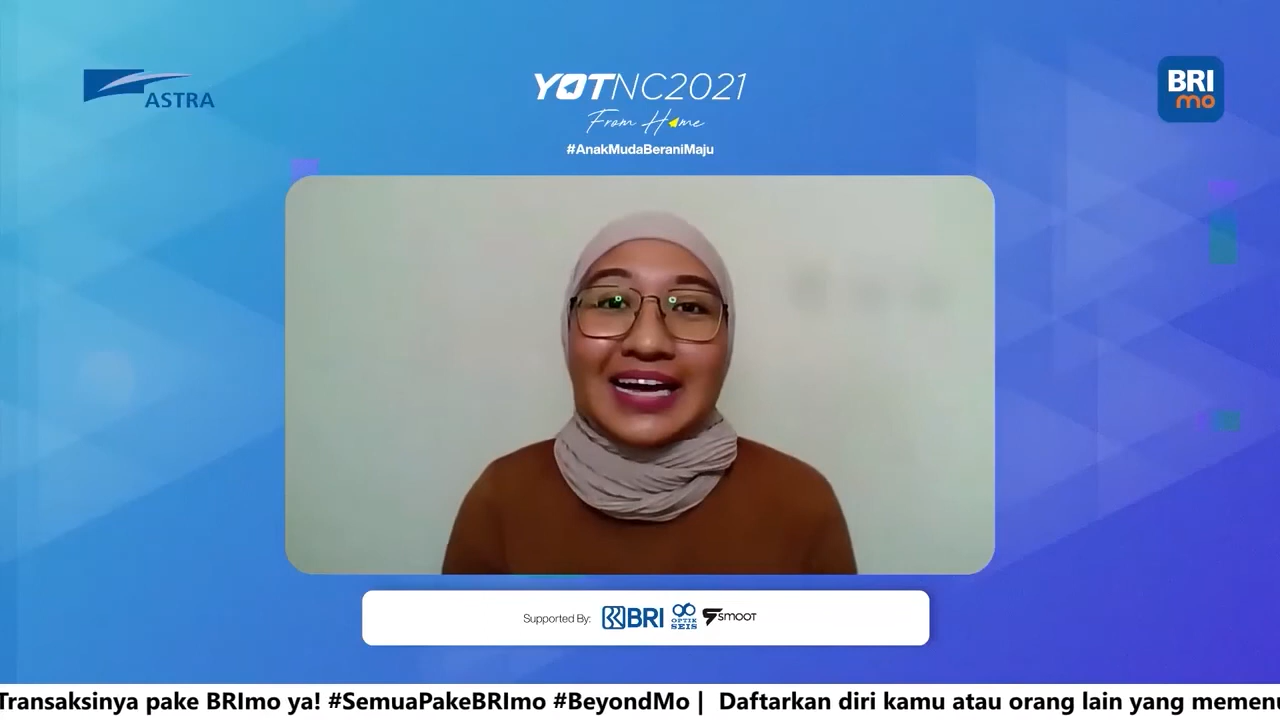 ASTRA
YOTNC2021
From Home
#AnakMudaBeraniMaju
BRI
mo
Supported By:
BRI
OPTIK
SEIS
SMOOT
Transaksinya pake BRImo ya! #SemuaPakeBRImo #BeyondMo | Daftarkan diri kamu atau orang lain yang memenu